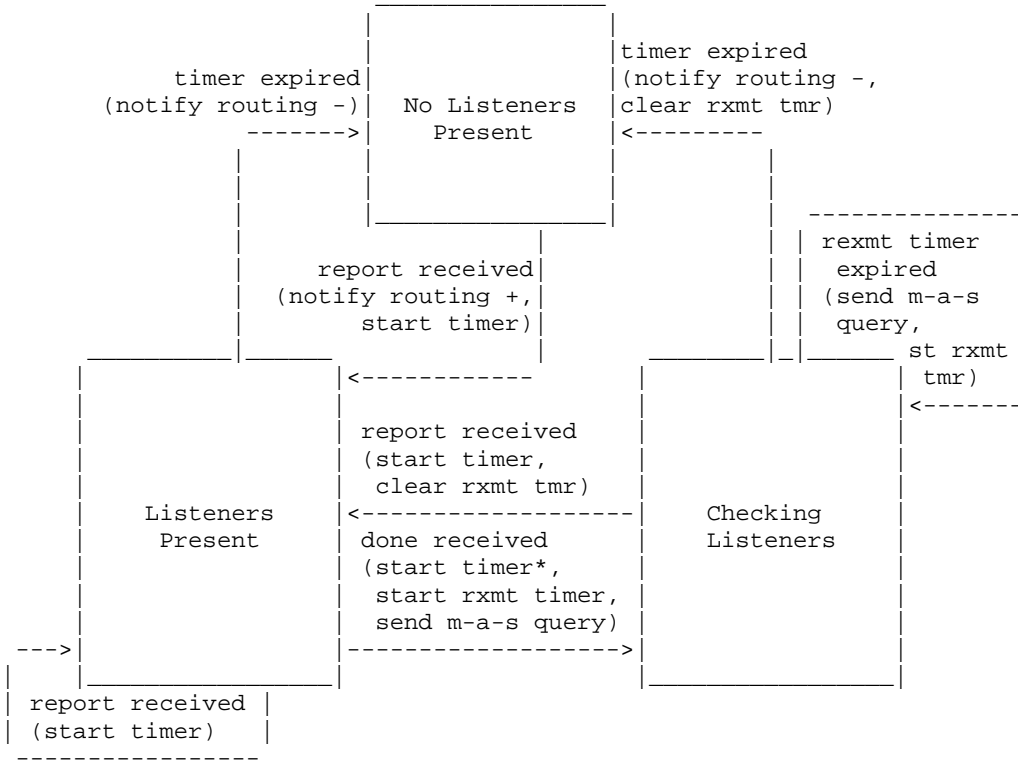 timer expired
(notify routing -)
No Listeners
Present
timer expired
(notify routing -,
clear rxmt tmr)
report received
(notify routing +,
start timer)
rexmt timer
expired
(send m-a-s
query,
st rxmt
tmr)
report received
(start timer,
clear rxmt tmr)
Listeners
Present
Checking
Listeners
done received
(start timer*,
start rxmt timer,
send m-a-s query)
report received
(start timer)